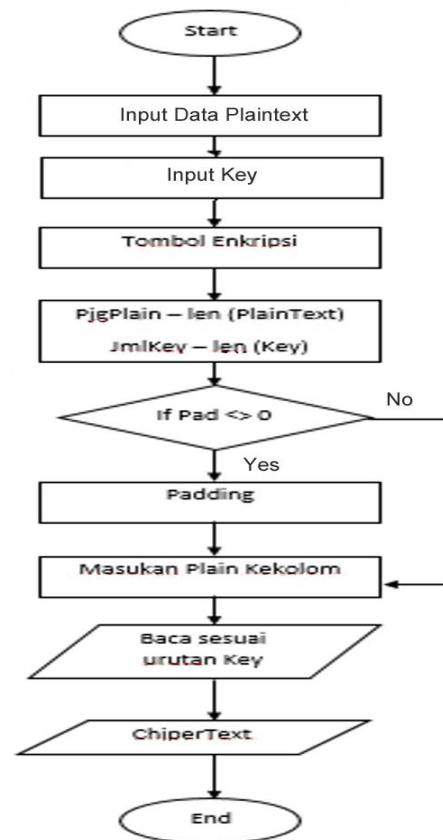 Start
Input Data Plaintext
Input Key
Tombol Enkripsi
PjgPlain – len (PlainText)
JmlKey – len (Key)
If Pad <> 0
No
Yes
Padding
Masukan Plain Kekolom
Baca sesuai
urutan Key
ChiperText
End